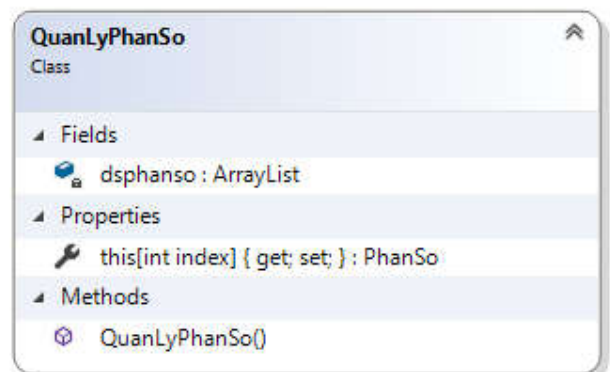 QuanLyPhanSo
Class
Fields
dsphanso : ArrayList
Properties
this[int index] { get; set; } : PhanSo
Methods
QuanLyPhanSo()